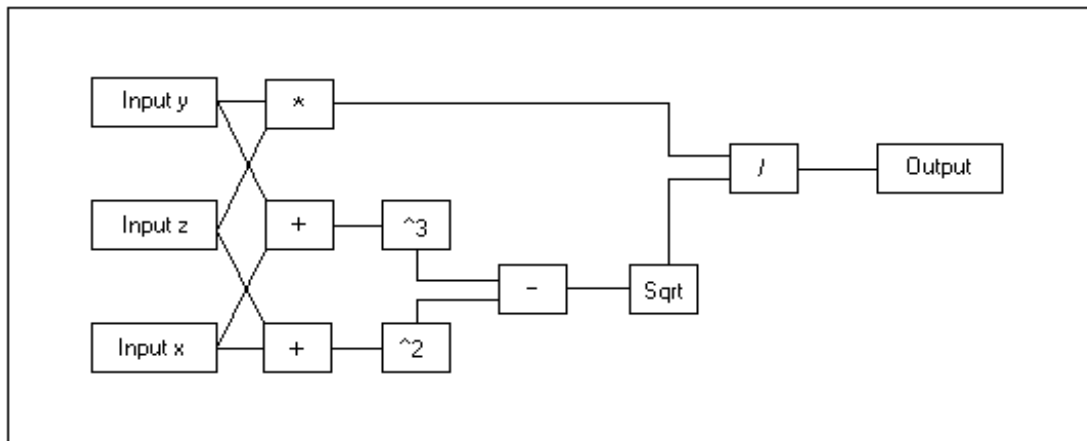 Input y
*
/
Output
Input z
+
^3
-
Sqrt
Input x
+
^2